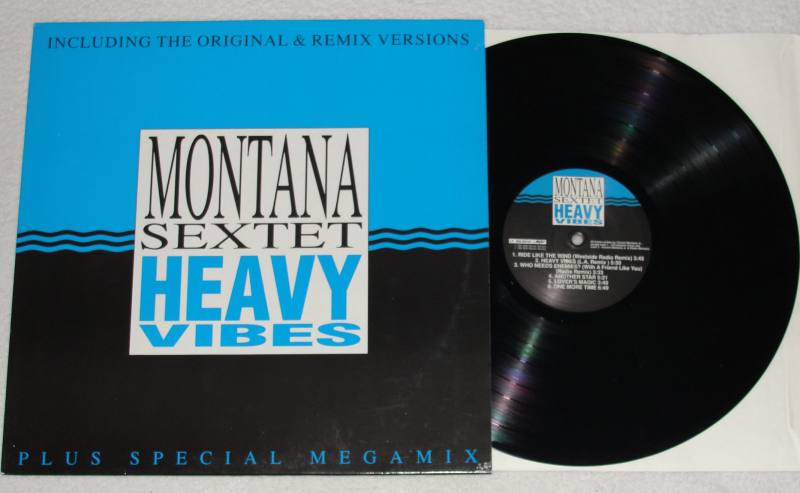 INCLUDING THE ORIGINAL & REMIX VERSIONS
MONTANA
SEXTET
HEAVY
VIBES
PLUS SPECIAL MEGAMIX
MONTANA
SEXTET
HEAVY
VIBES
1. RIDE LIKE THE WIND (Westside Radio Remix) 3:45
2. HEAVY VIBES (L.A. Remix) 5:50
3. WHO NEEDS ENEMIES? (With A Friend Like You)
(Radio Remix) 3:33
4. ANOTHER STAR 5:21
5. LOVER'S MAGIC 3:49
6. ONE MORE TIME 6:49